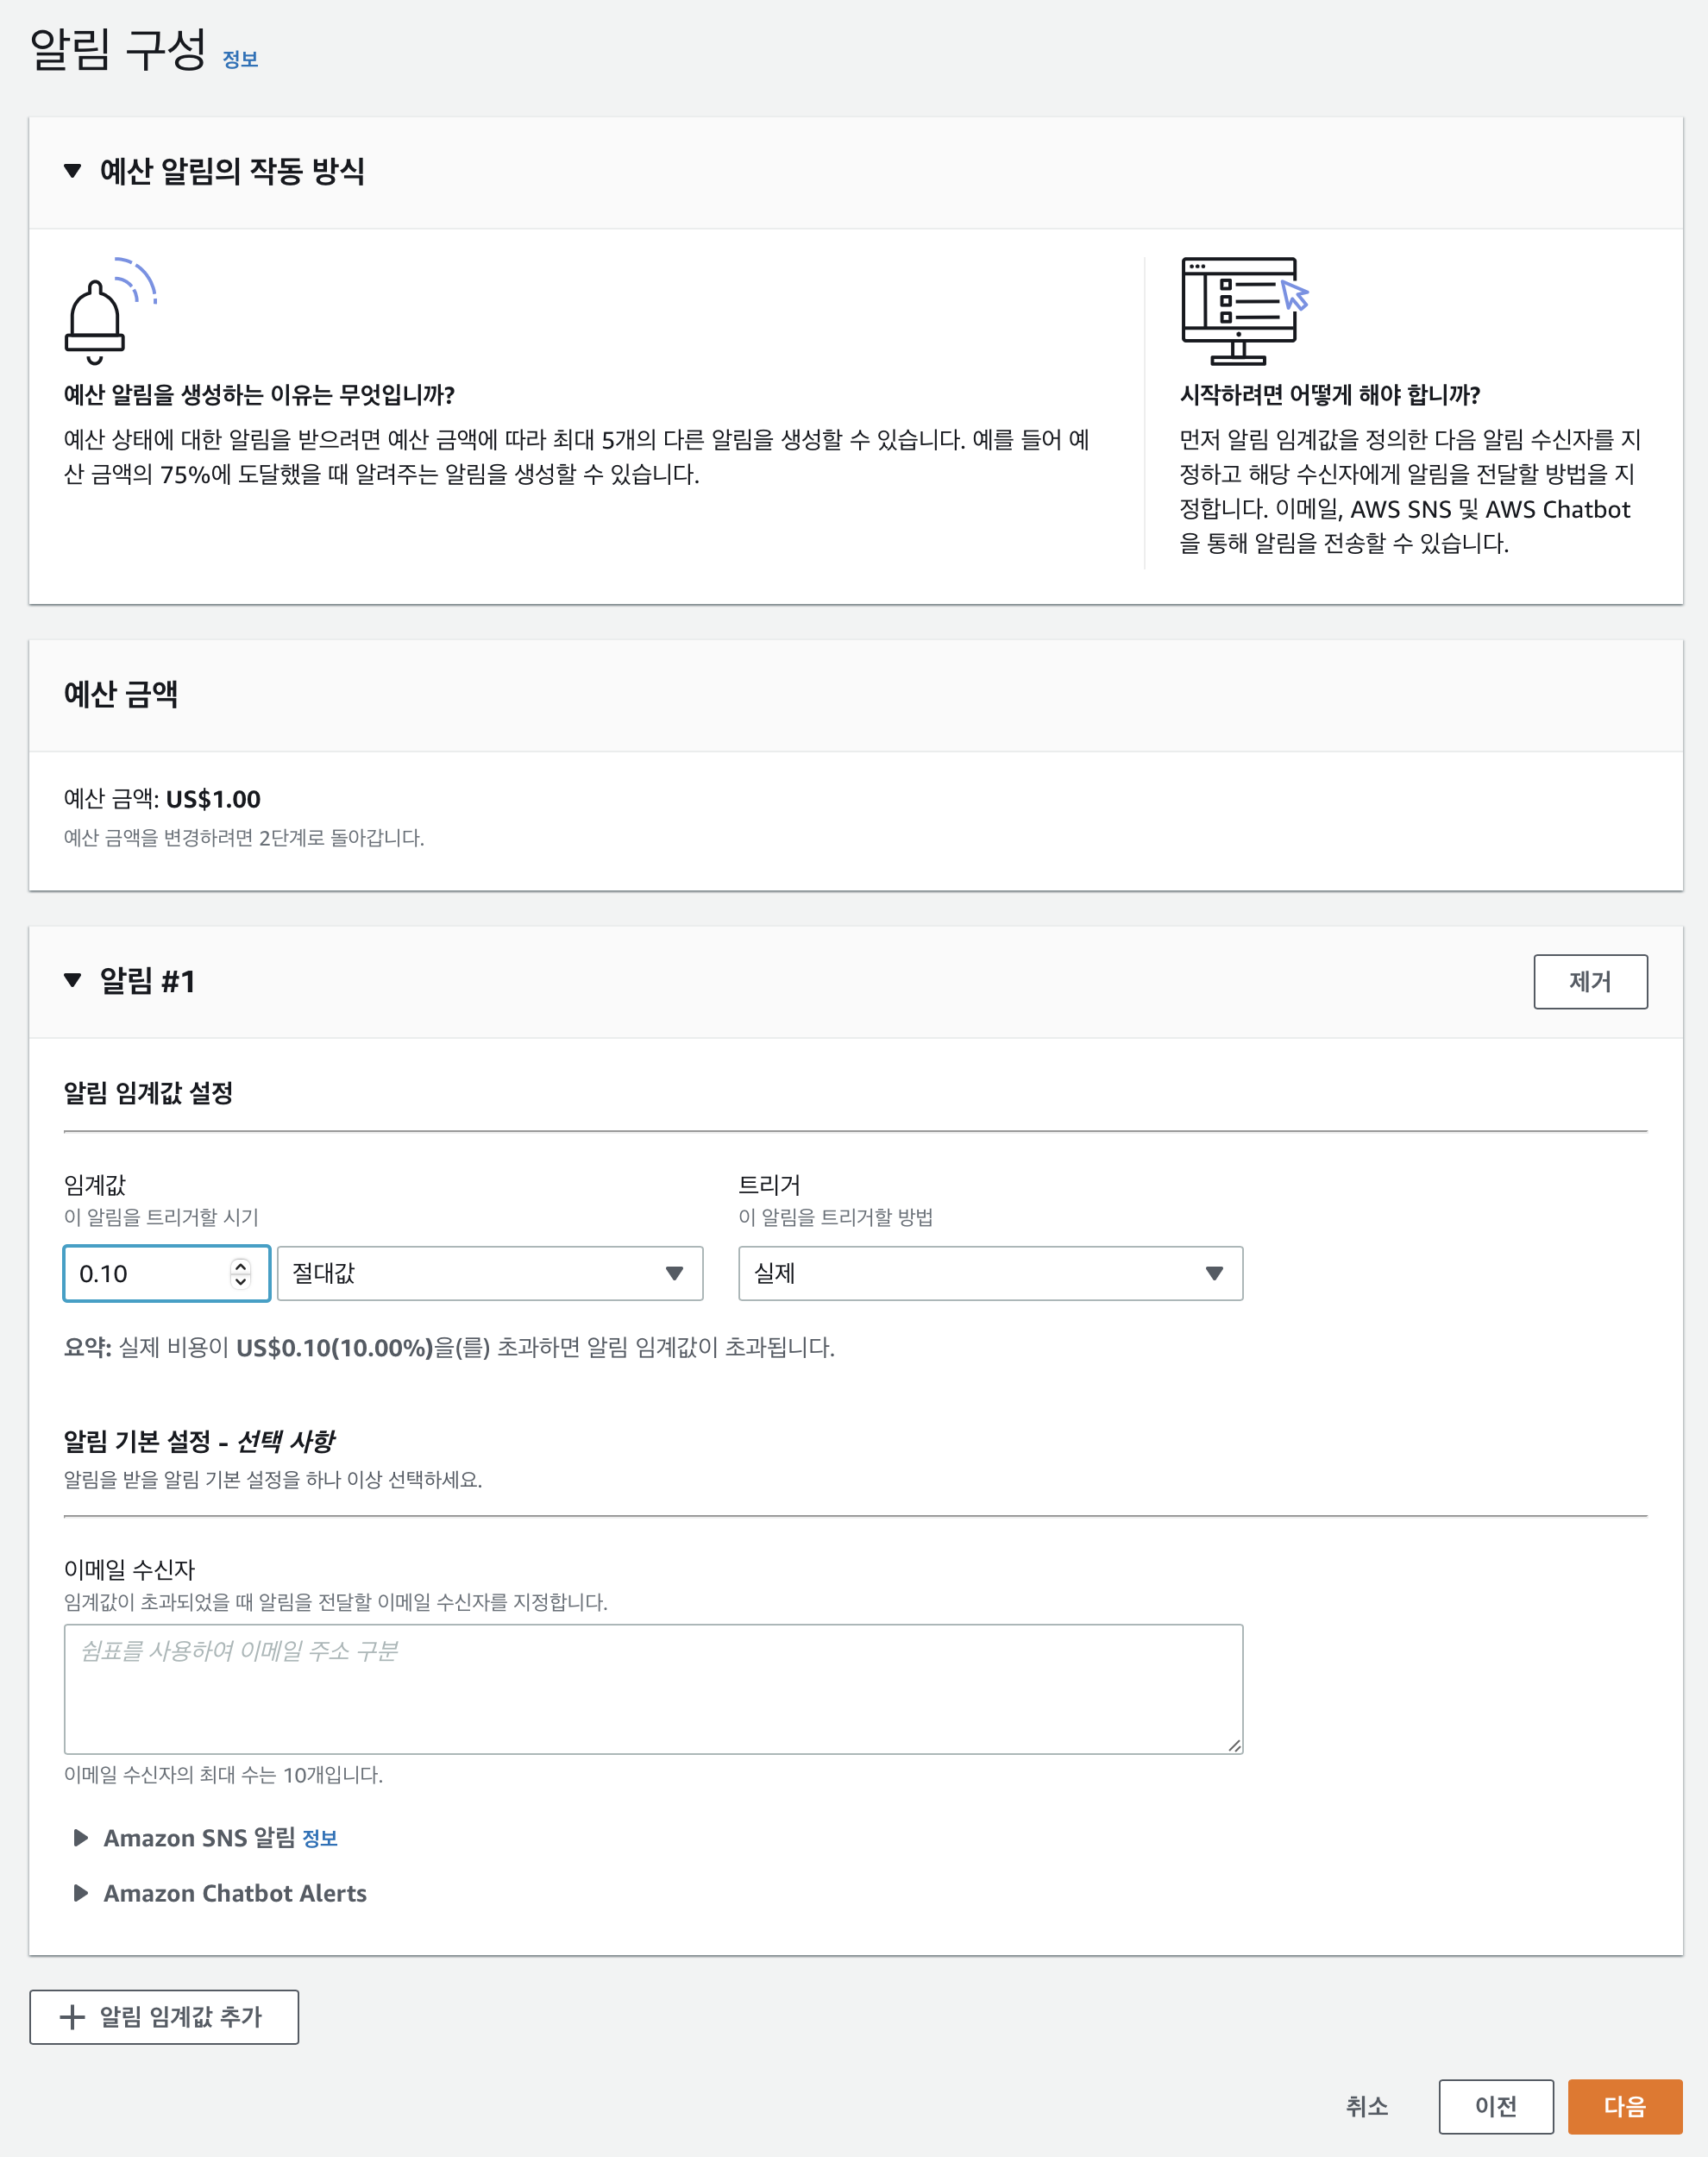 알림 구성 정보
예산 알림의 작동 방식
예산 알림을 생성하는 이유는 무엇입니까?
예산 상태에 대한 알림을 받으려면 예산 금액에 따라 최대 5개의 다른 알림을 생성할 수 있습니다. 예를 들어 예
산 금액의 75%에 도달했을 때 알려주는 알림을 생성할 수 있습니다.
시작하려면 어떻게 해야 합니까?
먼저 알림 임계값을 정의한 다음 알림 수신자를 지
정하고 해당 수신자에게 알림을 전달할 방법을 지
정합니다. 이메일, AWS SNS 및 AWS Chatbot
을 통해 알림을 전송할 수 있습니다.
예산 금액
예산 금액: US$1.00
예산 금액을 변경하려면 2단계로 돌아갑니다.
알림 #1
제거
알림 임계값 설정
임계값
이 알림을 트리거할 시기
0.10
절대값
트리거
이 알림을 트리거할 방법
실제
요약: 실제 비용이 US$0.10(10.00%)을(를) 초과하면 알림 임계값이 초과됩니다.
알림 기본 설정 - 선택 사항
알림을 받을 알림 기본 설정을 하나 이상 선택하세요.
이메일 수신자
임계값이 초과되었을 때 알림을 전달할 이메일 수신자를 지정합니다.
쉼표를 사용하여 이메일 주소 구분
이메일 수신자의 최대 수는 10개입니다.
Amazon SNS 알림 정보
Amazon Chatbot Alerts
알림 임계값 추가
취소
이전
다음